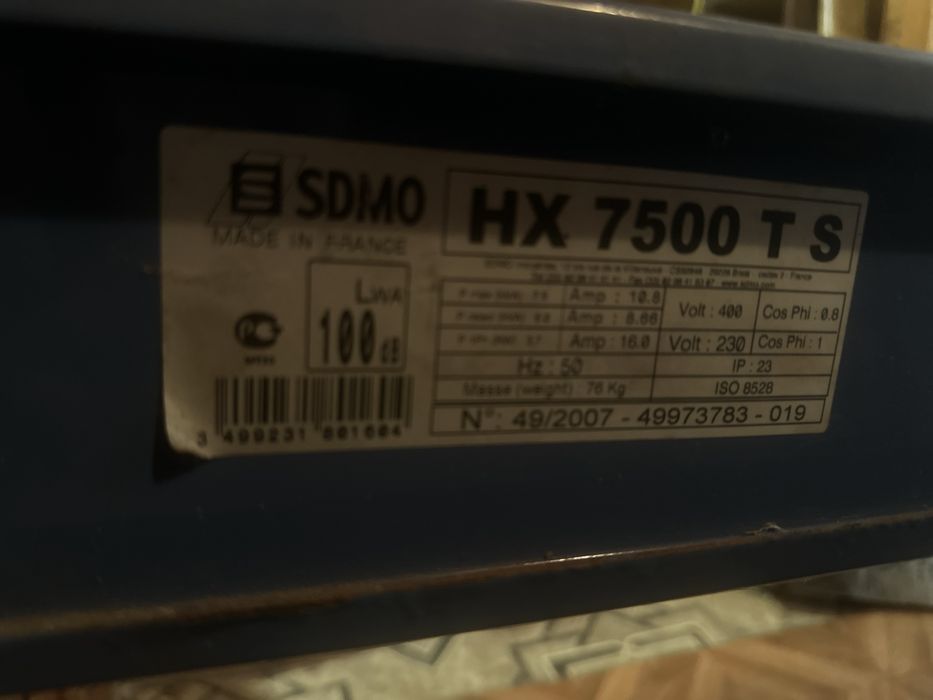 SDMO
MADE IN FRANCE
HX 7500 T S
LWA
100dB
Amp : 10.8
Volt : 400
Cos Phi : 0.8
Amp : 8.66
Amp : 16.0
Volt : 230
Cos Phi : 1
Hz : 50
IP : 23
Masse (weight) : 76 Kg
ISO 8528
N°: 49/2007 - 49973783 - 019